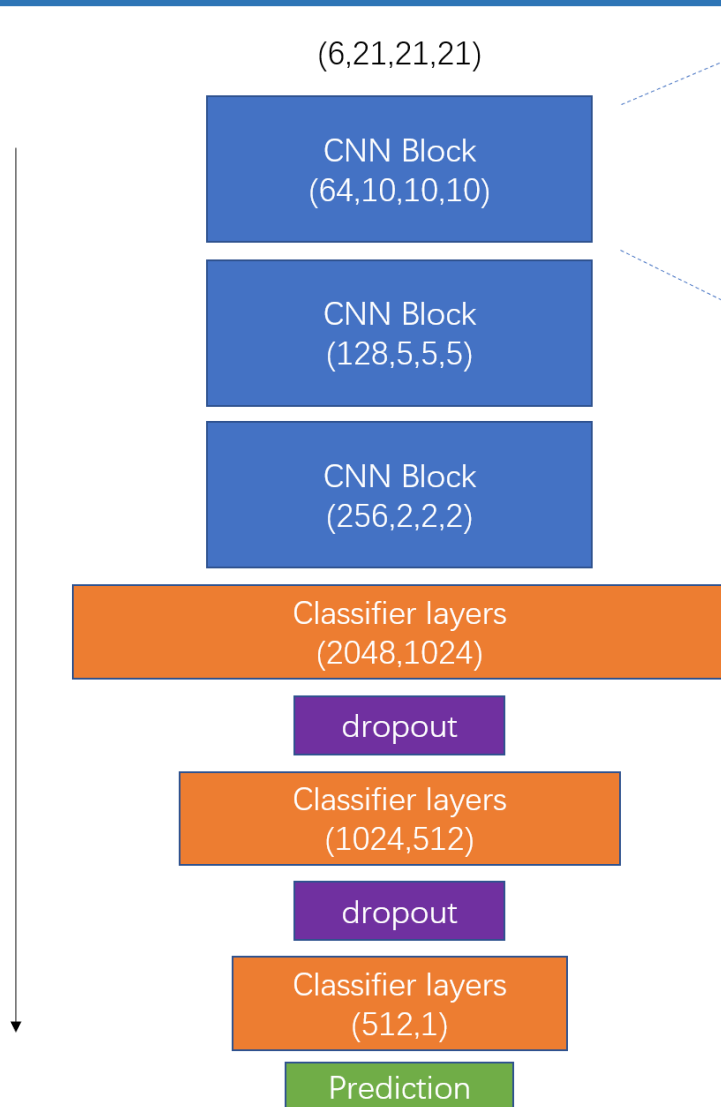 (6,21,21,21)
CNN Block
(64,10,10,10)
CNN Block
(128,5,5,5)
CNN Block
(256,2,2,2)
Classifier layers
(2048,1024)
dropout
Classifier layers
(1024,512)
dropout
Classifier layers
(512,1)
Prediction